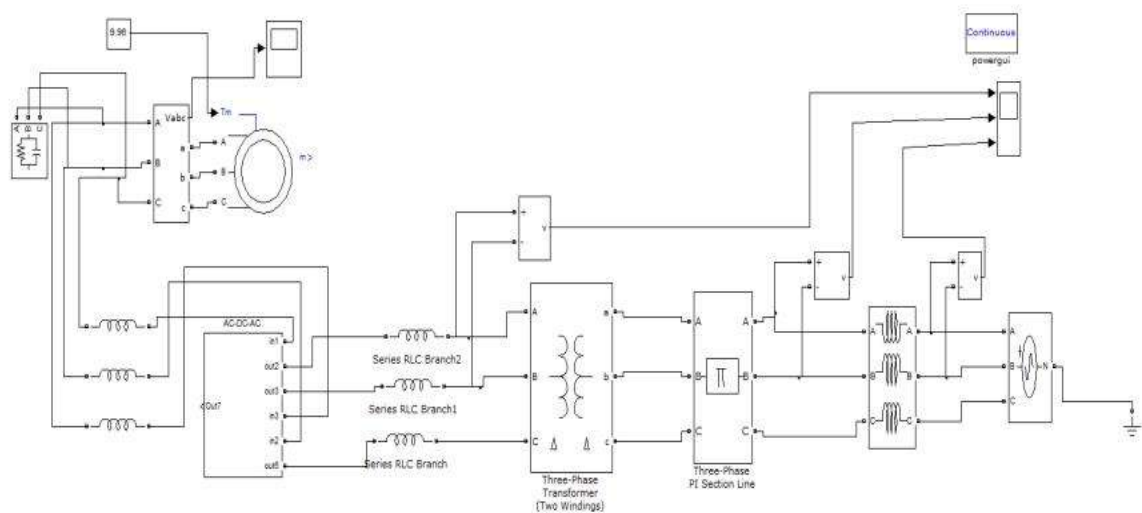 9.98
Continuous
powergui
A B C
Vabc
A
a
B
b
C
c
Tm
A
B
C
m
+
-
v
+
-
v
+
-
v
AC-DC-AC
in1
out2
out3
in3
in2
out5
Out7
Series RLC Branch2
Series RLC Branch1
Series RLC Branch
A
B
C
a
b
c
Δ Δ
Three-Phase
Transformer
(Two Windings)
A A
B π B
C C
Three-Phase
PI Section Line
A A
B B
C C
A
B
C
N